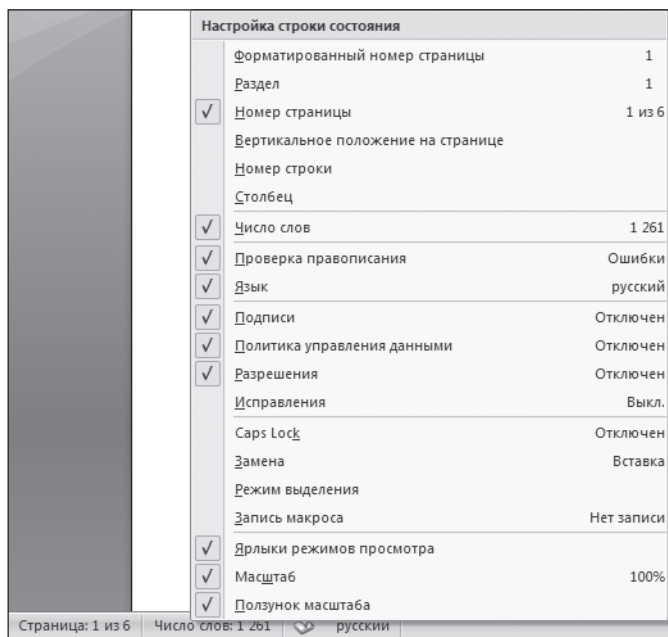 Настройка строки состояния
Форматированный номер страницы 1
Раздел 1
Номер страницы 1 из 6
Вертикальное положение на странице
Номер строки
Столбец
Число слов 1 261
Проверка правописания Ошибки
Язык русский
Подписи Отключен
Политика управления данными Отключен
Разрешения Отключен
Исправления Выкл.
Caps Lock Отключен
Замена Вставка
Режим выделения
Запись макроса Нет записи
Ярлыки режимов просмотра
Масштаб 100%
Ползунок масштаба
Страница: 1 из 6 Число слов: 1 261 русский